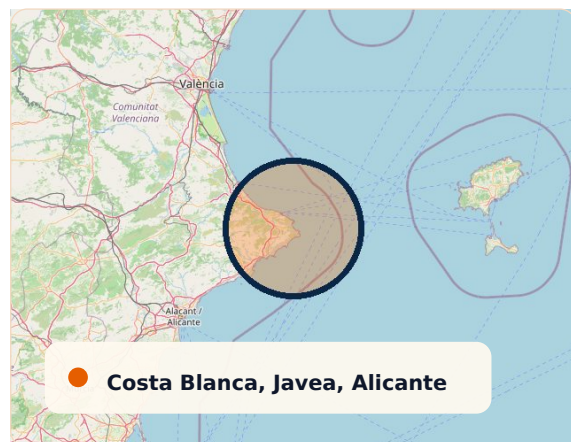 València
Comunitat
Valenciana
Alacant /
Alicante
Costa Blanca, Javea, Alicante